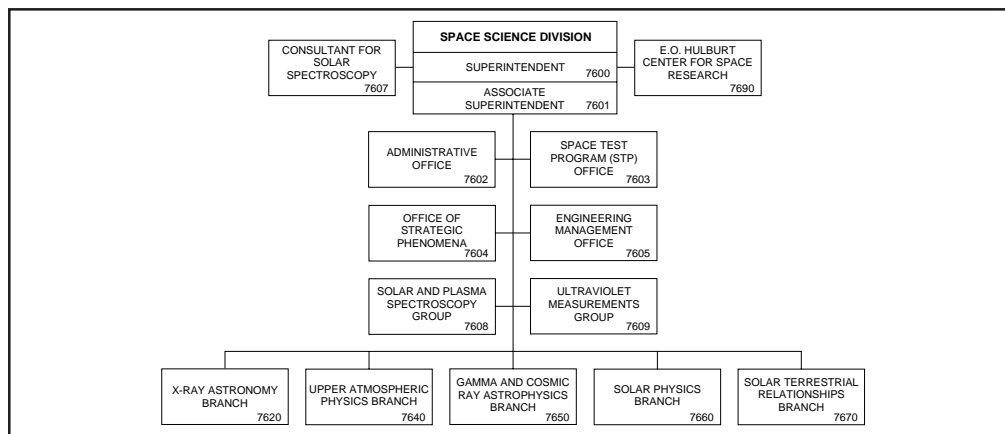 SPACE SCIENCE DIVISION
CONSULTANT FOR
SOLAR
SPECTROSCOPY
7607
SUPERINTENDENT
7600
E.O. HULBURT
CENTER FOR SPACE
RESEARCH
7690
ASSOCIATE
SUPERINTENDENT
7601
ADMINISTRATIVE
OFFICE
7602
SPACE TEST
PROGRAM (STP)
OFFICE
7603
OFFICE OF
STRATEGIC
PHENOMENA
7604
ENGINEERING
MANAGEMENT
OFFICE
7605
SOLAR AND PLASMA
SPECTROSCOPY
GROUP
7608
ULTRAVIOLET
MEASUREMENTS
GROUP
7609
X-RAY ASTRONOMY
BRANCH
7620
UPPER ATMOSPHERIC
PHYSICS BRANCH
7640
GAMMA AND COSMIC
RAY ASTROPHYSICS
BRANCH
7650
SOLAR PHYSICS
BRANCH
7660
SOLAR TERRESTRIAL
RELATIONSHIPS
BRANCH
7670